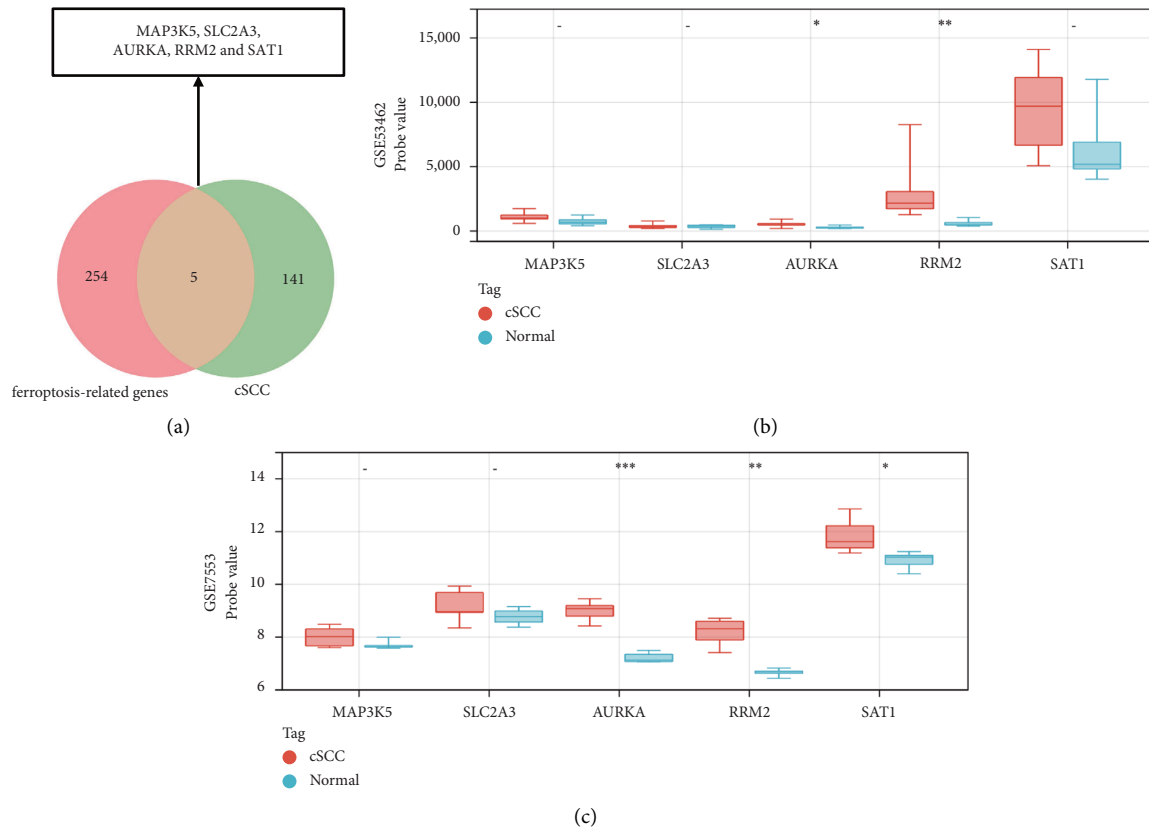 MAP3K5, SLC2A3,
AURKA, RRM2 and SAT1
254
5
141
ferroptosis-related genes
cSCC
(a)
GSE53462
Probe value
15,000
10,000
5,000
0
-
-
*
**
-
MAP3K5
SLC2A3
AURKA
RRM2
SAT1
Tag
cSCC
Normal
(b)
GSE7553
Probe value
14
12
10
8
6
-
-
***
**
*
MAP3K5
SLC2A3
AURKA
RRM2
SAT1
Tag
cSCC
Normal
(c)